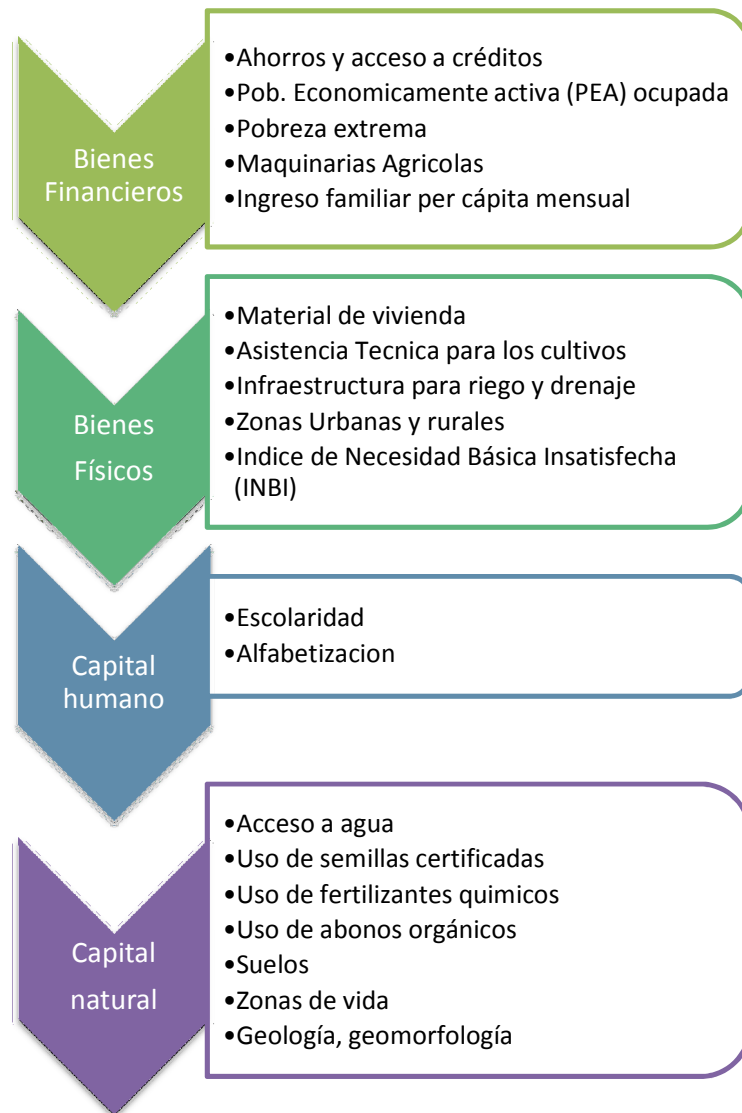 Bienes
Financieros
•Ahorros y acceso a créditos
•Pob. Economicamente activa (PEA) ocupada
•Pobreza extrema
•Maquinarias Agricolas
•Ingreso familiar per cápita mensual
Bienes
Físicos
•Material de vivienda
•Asistencia Tecnica para los cultivos
•Infraestructura para riego y drenaje
•Zonas Urbanas y rurales
•Indice de Necesidad Básica Insatisfecha
(INBI)
Capital
humano
•Escolaridad
•Alfabetizacion
Capital
natural
•Acceso a agua
•Uso de semillas certificadas
•Uso de fertilizantes quimicos
•Uso de abonos orgánicos
•Suelos
•Zonas de vida
•Geología, geomorfología